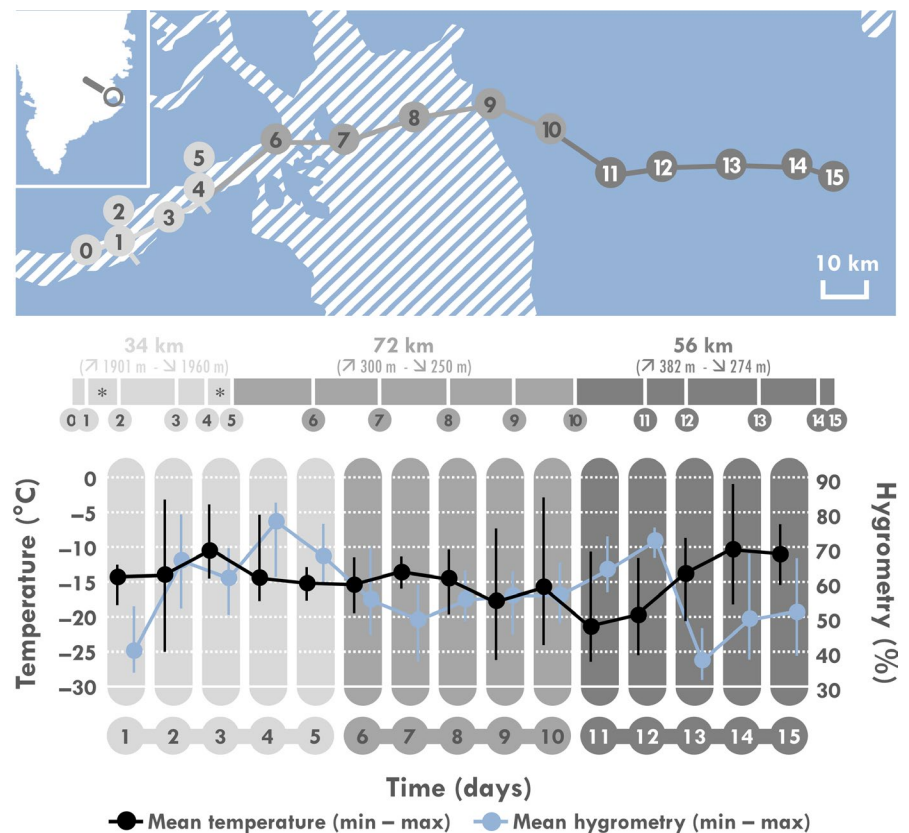 0
1
2
3
4
5
6
7
8
9
10
11
12
13
14
15
10 km
34 km
72 km
56 km
(↗ 1901 m - ↘ 1960 m)
(↗ 300 m - ↘ 250 m)
(↗ 382 m - ↘ 274 m)
* *
0 1 2 3 4 5 6 7 8 9 10 11 12 13 14 15
Temperature (°C)
0
−5
−10
−15
−20
−25
−30
90
80
70
60
50
40
30
Hygrometry (%)
1 2 3 4 5 6 7 8 9 10 11 12 13 14 15
Time (days)
Mean temperature (min – max) Mean hygrometry (min – max)